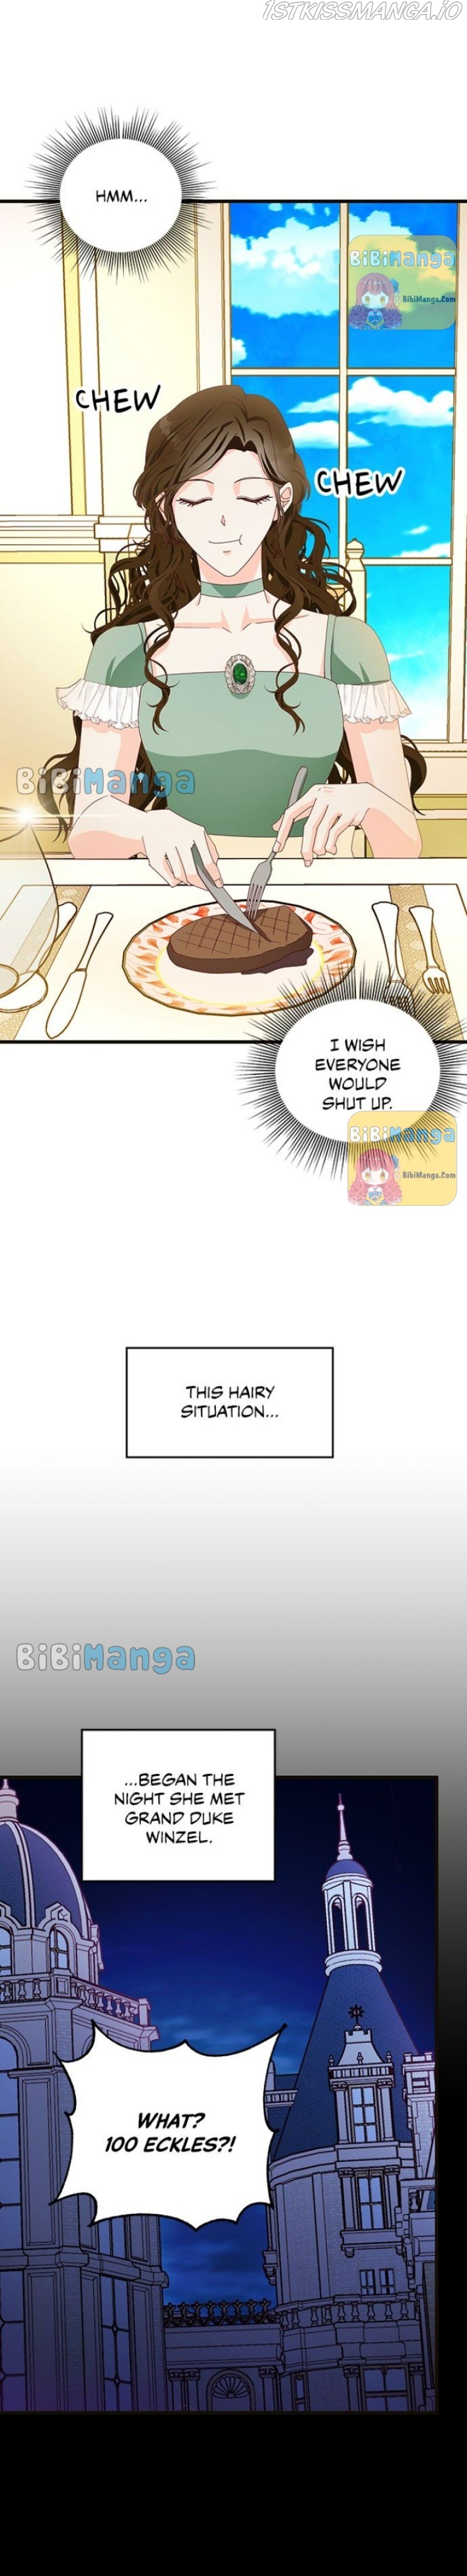 1STKISSMANGA.IO
HMM...
BiBiManga
BibiManga.Com
CHEW
CHEW
BiBiManga
I WISH
EVERYONE
WOULD
SHUT UP.
BiBiManga
BibiManga.Com
THIS HAIRY
SITUATION...
BiBiManga
...BEGAN THE
NIGHT SHE MET
GRAND DUKE
WINZEL.
WHAT?
100 ECKLES?!